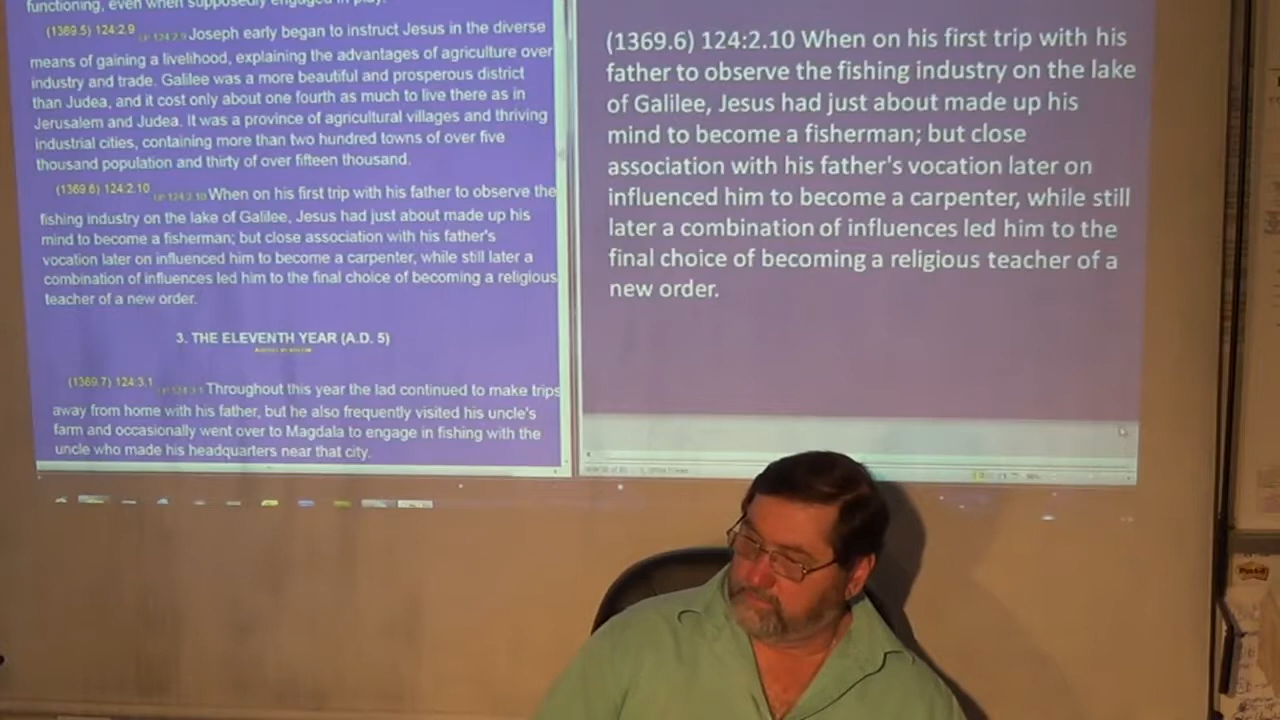 functioning, even when supposedly engaged in play.
(1369.5) 124:2.9 Joseph early began to instruct Jesus in the diverse
means of gaining a livelihood, explaining the advantages of agriculture over
industry and trade. Galilee was a more beautiful and prosperous district
than Judea, and it cost only about one fourth as much to live there as in
Jerusalem and Judea. It was a province of agricultural villages and thriving
industrial cities, containing more than two hundred towns of over five
thousand population and thirty of over fifteen thousand.
(1369.6) 124:2.10 When on his first trip with his father to observe the
fishing industry on the lake of Galilee, Jesus had just about made up his
mind to become a fisherman; but close association with his father's
vocation later on influenced him to become a carpenter, while still later a
combination of influences led him to the final choice of becoming a religious
teacher of a new order.
3. THE ELEVENTH YEAR (A.D. 5)
(1369.7) 124:3.1 Throughout this year the lad continued to make trips
away from home with his father, but he also frequently visited his uncle's
farm and occasionally went over to Magdala to engage in fishing with the
uncle who made his headquarters near that city.
(1369.6) 124:2.10 When on his first trip with his
father to observe the fishing industry on the lake
of Galilee, Jesus had just about made up his
mind to become a fisherman; but close
association with his father's vocation later on
influenced him to become a carpenter, while still
later a combination of influences led him to the
final choice of becoming a religious teacher of a
new order.
Post-it